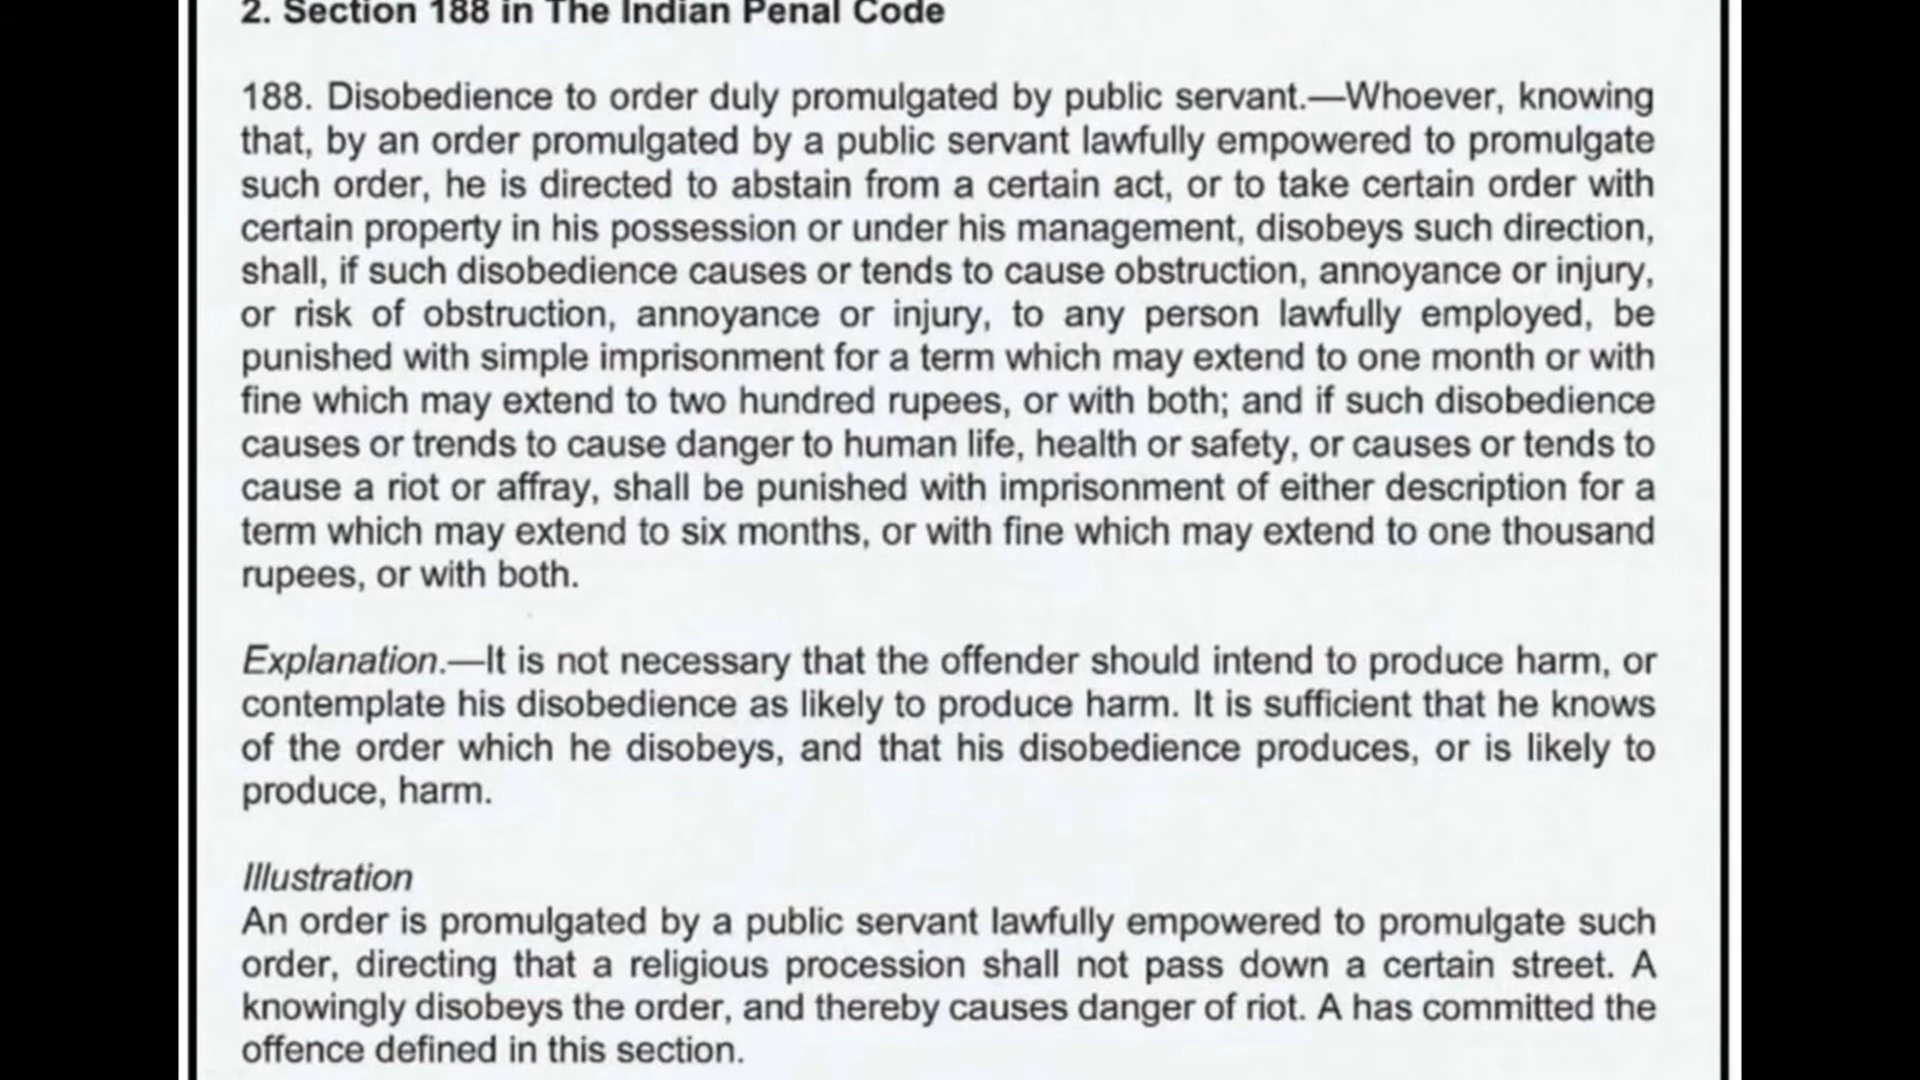 2. Section 188 in The Indian Penal Code
188. Disobedience to order duly promulgated by public servant.—Whoever, knowing
that, by an order promulgated by a public servant lawfully empowered to promulgate
such order, he is directed to abstain from a certain act, or to take certain order with
certain property in his possession or under his management, disobeys such direction,
shall, if such disobedience causes or tends to cause obstruction, annoyance or injury,
or risk of obstruction, annoyance or injury, to any person lawfully employed, be
punished with simple imprisonment for a term which may extend to one month or with
fine which may extend to two hundred rupees, or with both; and if such disobedience
causes or trends to cause danger to human life, health or safety, or causes or tends to
cause a riot or affray, shall be punished with imprisonment of either description for a
term which may extend to six months, or with fine which may extend to one thousand
rupees, or with both.
Explanation.—It is not necessary that the offender should intend to produce harm, or
contemplate his disobedience as likely to produce harm. It is sufficient that he knows
of the order which he disobeys, and that his disobedience produces, or is likely to
produce, harm.
Illustration
An order is promulgated by a public servant lawfully empowered to promulgate such
order, directing that a religious procession shall not pass down a certain street. A
knowingly disobeys the order, and thereby causes danger of riot. A has committed the
offence defined in this section.